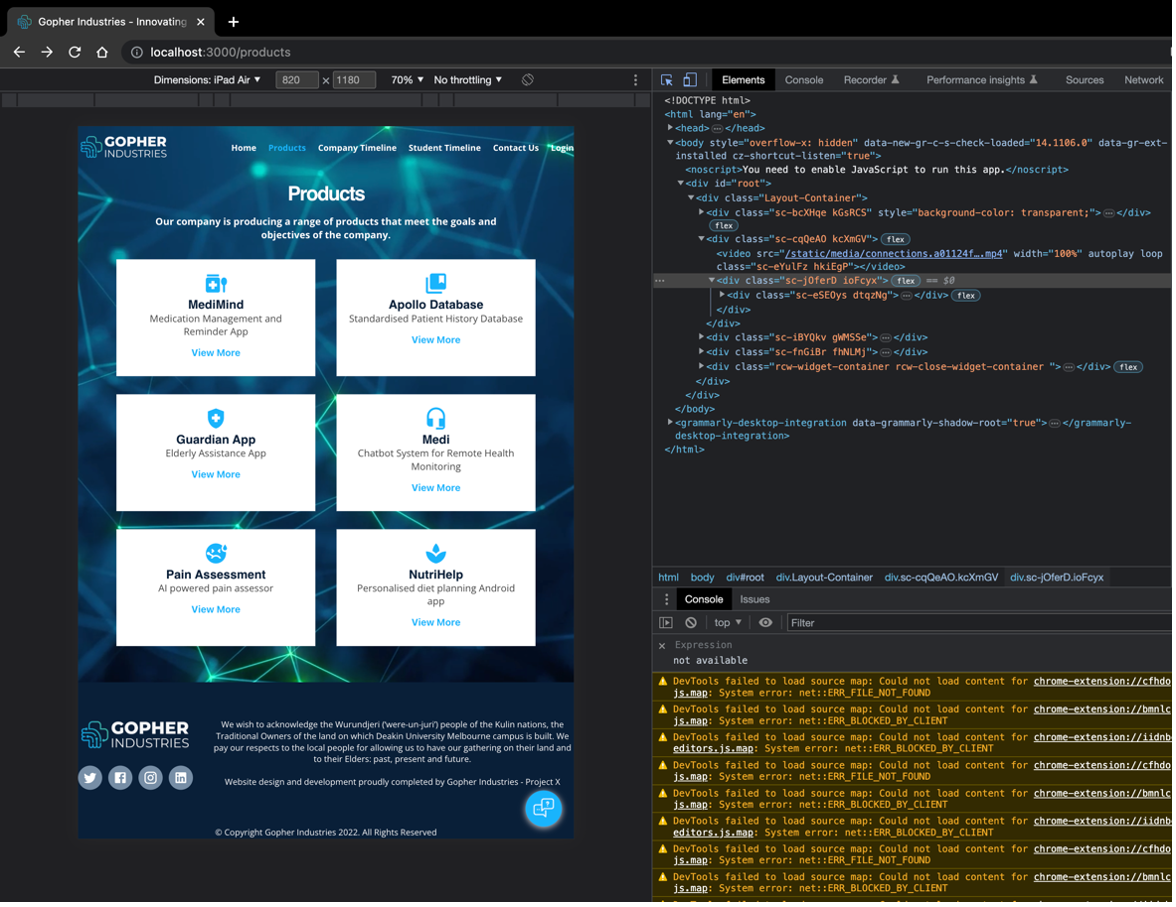 Gopher Industries - Innovating
localhost:3000/products
Dimensions: iPad Air ▼ 820 × 1180 70% ▼ No throttling ▼
GOPHER
INDUSTRIES
Home Products Company Timeline Student Timeline Contact Us Login
Products
Our company is producing a range of products that meet the goals and
objectives of the company.
MediMind
Medication Management and
Reminder App
View More
Apollo Database
Standardised Patient History Database
View More
Guardian App
Elderly Assistance App
View More
Medi
Chatbot System for Remote Health
Monitoring
View More
Pain Assessment
AI powered pain assessor
View More
NutriHelp
Personalised diet planning Android
app
View More
GOPHER
INDUSTRIES
We wish to acknowledge the Wurundjeri ('were-un-juri') people of the Kulin nations, the
Traditional Owners of the land on which Deakin University Melbourne campus is built. We
pay our respects to the local people for allowing us to have our gathering on their land and
to their Elders: past, present and future.
Website design and development proudly completed by Gopher Industries - Project X
© Copyright Gopher Industries 2022. All Rights Reserved
Elements Console Recorder Performance insights Sources Network
<!DOCTYPE html>
<html lang="en">
<head>…</head>
<body style="overflow-x: hidden" data-new-gr-c-s-check-loaded="14.1106.0" data-gr-ext-
installed cz-shortcut-listen="true">
<noscript>You need to enable JavaScript to run this app.</noscript>
<div id="root">
<div class="Layout-Container">
<div class="sc-bcXHqe kGsRCS" style="background-color: transparent;">…</div>
flex
<div class="sc-cqQeAO kcXmGV"> flex
<video src="/static/media/connections.a01124f….mp4" width="100%" autoplay loop
class="sc-eYulFz hkiEgP"></video>
<div class="sc-jOferD ioFcyx"> flex == $0
<div class="sc-eSEOys dtqzNg">…</div> flex
</div>
</div>
<div class="sc-iBYQkv gWMSSe">…</div>
<div class="sc-fnGiBr fhNLMj">…</div>
<div class="rcw-widget-container rcw-close-widget-container ">…</div> flex
</div>
</div>
</body>
<grammarly-desktop-integration data-grammarly-shadow-root="true">…</grammarly-
desktop-integration>
</html>
html body div#root div.Layout-Container div.sc-cqQeAO.kcXmGV div.sc-jOferD.ioFcyx
Console Issues
top ▼ Filter
Expression
not available
DevTools failed to load source map: Could not load content for chrome-extension://cfhdo
js.map: System error: net::ERR_FILE_NOT_FOUND
DevTools failed to load source map: Could not load content for chrome-extension://bmnlc
js.map: System error: net::ERR_BLOCKED_BY_CLIENT
DevTools failed to load source map: Could not load content for chrome-extension://iidnb
editors.js.map: System error: net::ERR_BLOCKED_BY_CLIENT
DevTools failed to load source map: Could not load content for chrome-extension://cfhdo
js.map: System error: net::ERR_FILE_NOT_FOUND
DevTools failed to load source map: Could not load content for chrome-extension://bmnlc
js.map: System error: net::ERR_BLOCKED_BY_CLIENT
DevTools failed to load source map: Could not load content for chrome-extension://iidnb
editors.js.map: System error: net::ERR_BLOCKED_BY_CLIENT
DevTools failed to load source map: Could not load content for chrome-extension://cfhdo
js.map: System error: net::ERR_FILE_NOT_FOUND
DevTools failed to load source map: Could not load content for chrome-extension://bmnlc
js.map: System error: net::ERR_BLOCKED_BY_CLIENT